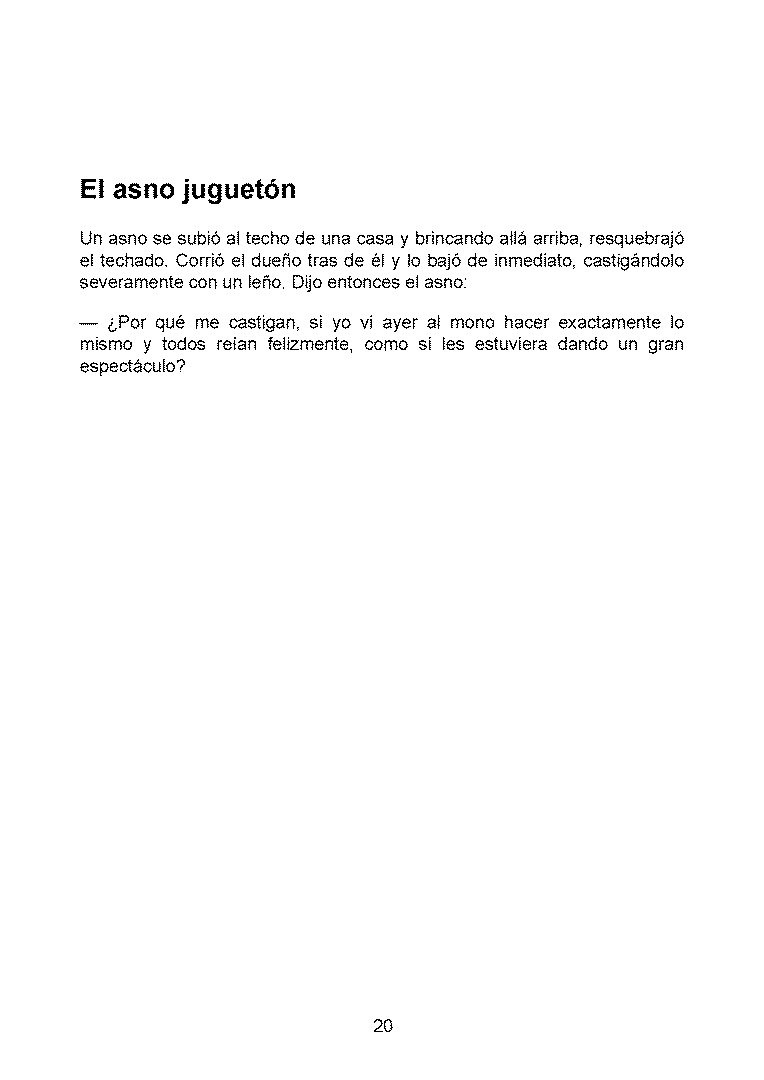 El asno juguetón
Un asno se subió al techo de una casa y brincando allá arriba, resquebrajó
el techado. Corrió el dueño tras de él y lo bajó de inmediato, castigándolo
severamente con un leño. Dijo entonces el asno:
— ¿Por qué me castigan, si yo vi ayer al mono hacer exactamente lo
mismo y todos reían felizmente, como si les estuviera dando un gran
espectáculo?
20